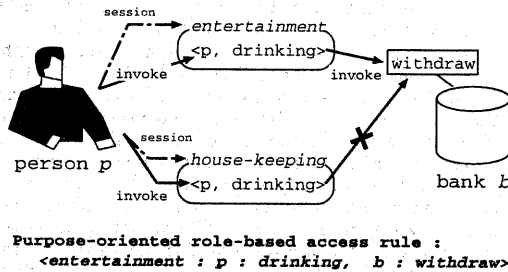 session
entertainment
<p, drinking>
invoke
invoke
withdraw
session
person p
house-keeping
<p, drinking>
invoke
bank b
Purpose-oriented role-based access rule :
<entertainment : p : drinking, b : withdraw>